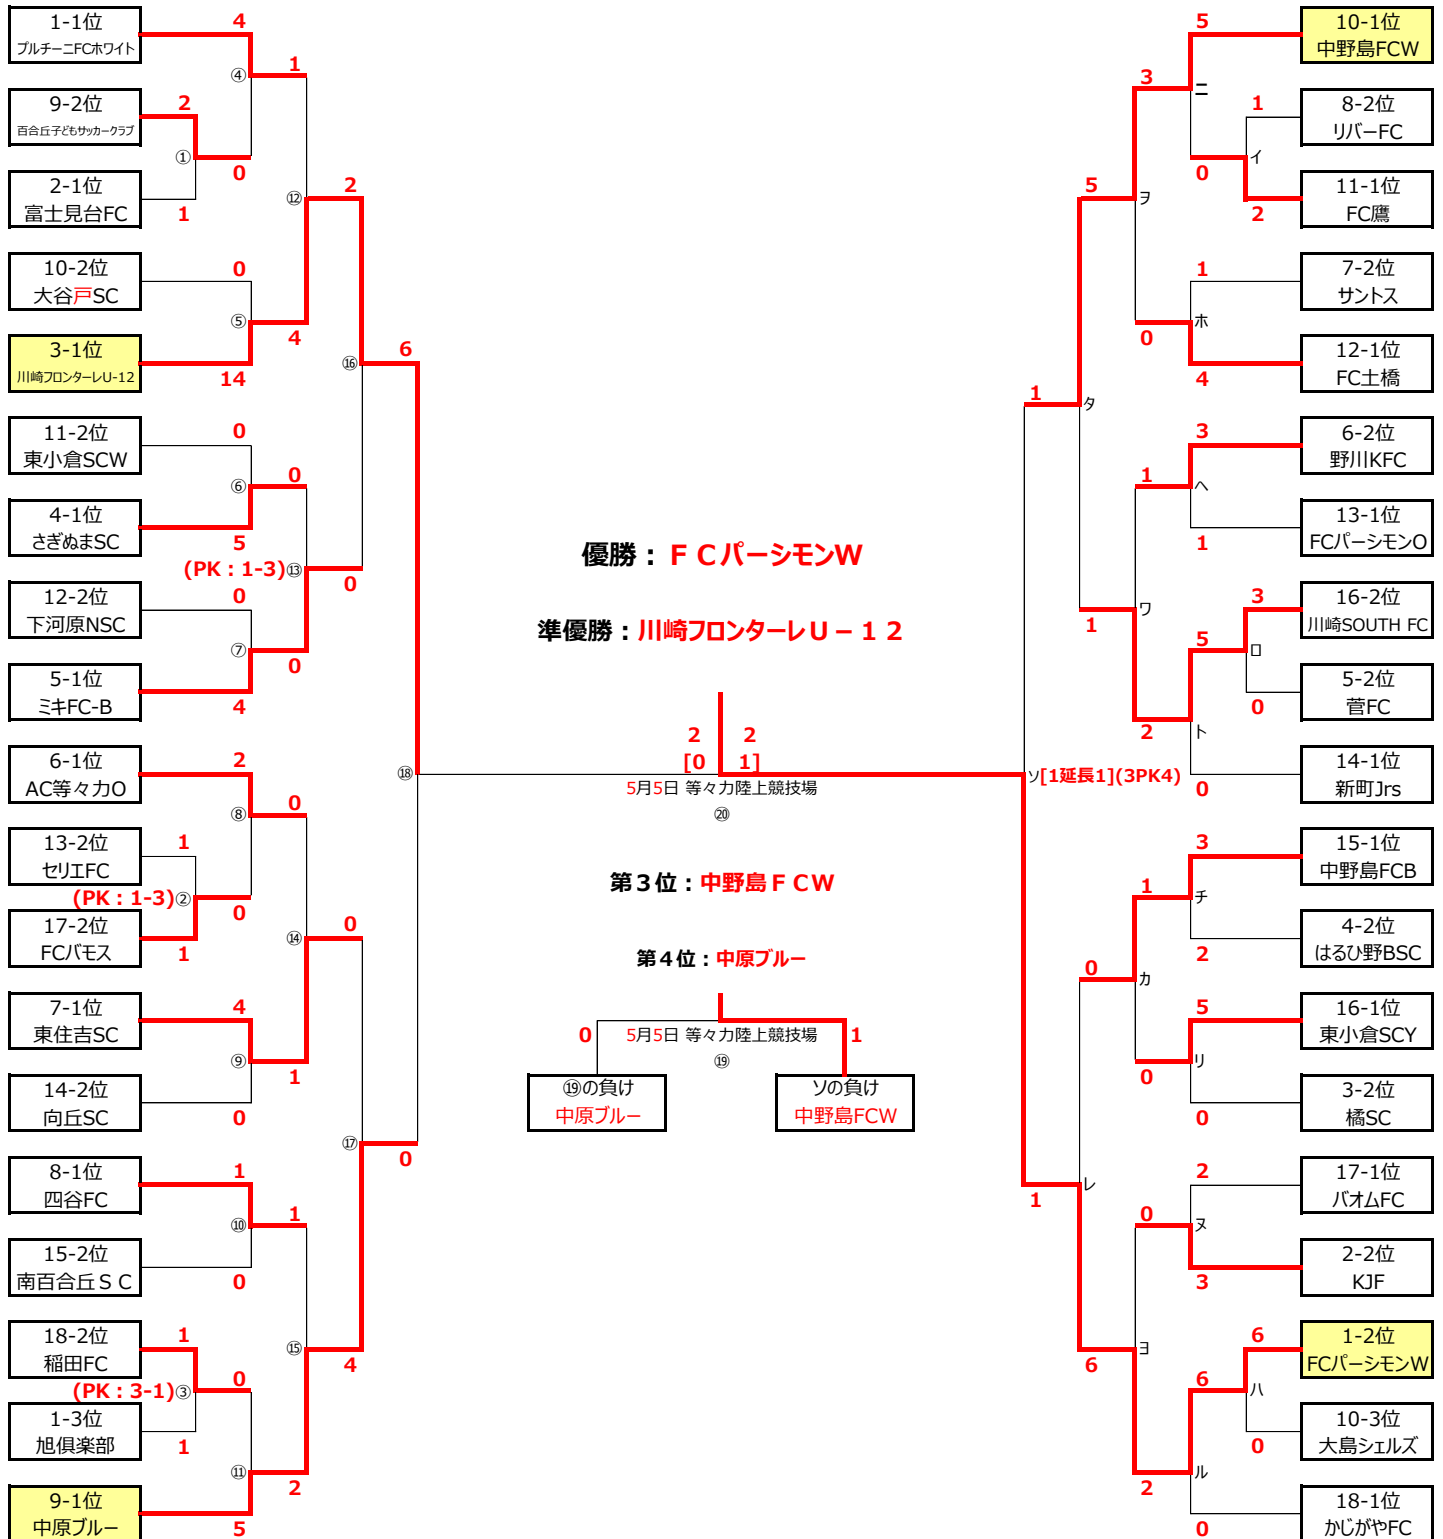 1-1位
プルチーニFCホワイト
4
④
1
9-2位
百合丘子どもサッカークラブ
2
①
0
2-1位
富士見台FC
1
⑫
2
10-2位
大谷戸SC
0
⑤
4
3-1位
川崎フロンターレU-12
14
⑯
6
11-2位
東小倉SCW
0
⑥
0
4-1位
さぎぬまSC
5
(PK：1-3)⑬
0
12-2位
下河原NSC
0
⑦
0
5-1位
ミキFC-B
4
6-1位
AC等々力O
2
⑧
0
⑱
13-2位
セリエFC
1
(PK：1-3)②
0
17-2位
FCバモス
1
⑭
0
7-1位
東住吉SC
4
⑨
1
14-2位
向丘SC
0
⑰
0
8-1位
四谷FC
1
⑩
1
15-2位
南百合丘ＳＣ
0
18-2位
稲田FC
1
⑮
4
(PK：3-1)③
0
1-3位
旭倶楽部
1
⑪
2
9-1位
中原ブルー
5
優勝：ＦＣパーシモンW
準優勝：川崎フロンターレＵ－１２
2 2
[0 1]
5月5日 等々力陸上競技場
⑳
第３位：中野島ＦＣＷ
第４位：中原ブルー
0 5月5日 等々力陸上競技場 1
⑲
⑲の負け
中原ブルー
ソの負け
中野島FCW
5
10-1位
中野島FCW
3
ニ
1
8-2位
リバーFC
イ
0
11-1位
FC鷹
2
5
ヲ
1
7-2位
サントス
ホ
0
12-1位
FC土橋
4
1
タ
3
6-2位
野川KFC
1
ヘ
13-1位
FCパーシモンO
1
ワ
1
3
16-2位
川崎SOUTH FC
5
ロ
5-2位
菅FC
0
2
ト
14-1位
新町Jrs
0
ソ[1延長1](3PK4)
3
15-1位
中野島FCB
1
チ
4-2位
はるひ野BSC
2
0
カ
5
16-1位
東小倉SCY
0
リ
3-2位
橘SC
0
レ
1
2
17-1位
バオムFC
0
ヌ
2-2位
KJF
3
ヨ
6
6
1-2位
FCパーシモンW
6
ハ
10-3位
大島シェルズ
0
2
ル
18-1位
かじがやFC
0